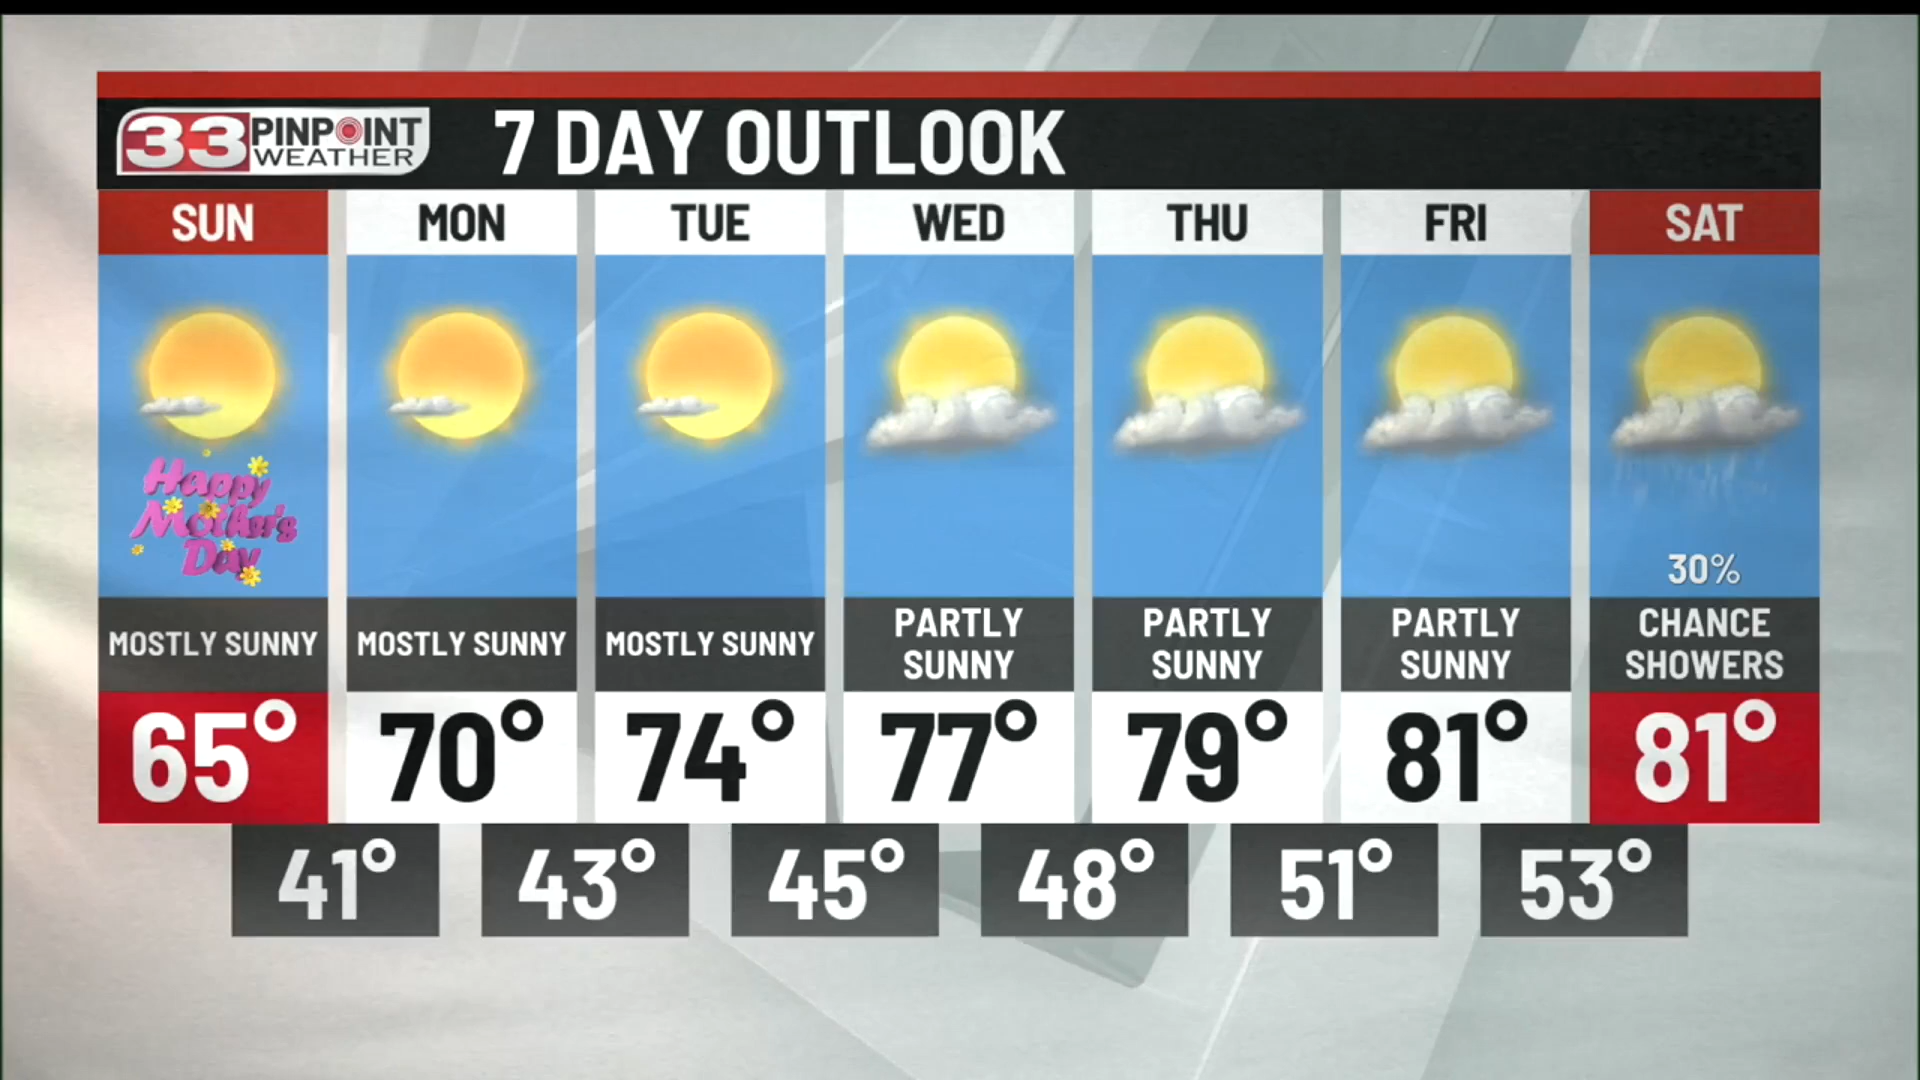 33 PINPOINT
WEATHER
7 DAY OUTLOOK
SUN
MON
TUE
WED
THU
FRI
SAT
Happy
Mother's
Day
30%
MOSTLY SUNNY
MOSTLY SUNNY
MOSTLY SUNNY
PARTLY
SUNNY
PARTLY
SUNNY
PARTLY
SUNNY
CHANCE
SHOWERS
65°
70°
74°
77°
79°
81°
81°
41°
43°
45°
48°
51°
53°